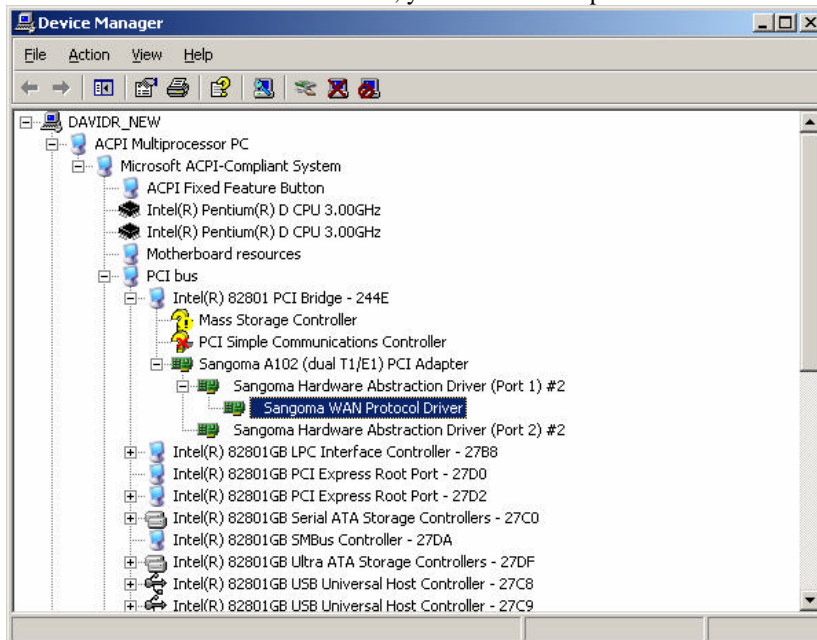 Device Manager
File Action View Help
DAVIDR_NEW
ACPI Multiprocessor PC
Microsoft ACPI-Compliant System
ACPI Fixed Feature Button
Intel(R) Pentium(R) D CPU 3.00GHz
Intel(R) Pentium(R) D CPU 3.00GHz
Motherboard resources
PCI bus
Intel(R) 82801 PCI Bridge - 244E
Mass Storage Controller
PCI Simple Communications Controller
Sangoma A102 (dual T1/E1) PCI Adapter
Sangoma Hardware Abstraction Driver (Port 1) #2
Sangoma WAN Protocol Driver
Sangoma Hardware Abstraction Driver (Port 2) #2
Intel(R) 82801GB LPC Interface Controller - 27B8
Intel(R) 82801GB PCI Express Root Port - 27D0
Intel(R) 82801GB PCI Express Root Port - 27D2
Intel(R) 82801GB Serial ATA Storage Controllers - 27C0
Intel(R) 82801GB SMBus Controller - 27DA
Intel(R) 82801GB Ultra ATA Storage Controllers - 27DF
Intel(R) 82801GB USB Universal Host Controller - 27C8
Intel(R) 82801GB USB Universal Host Controller - 27C9